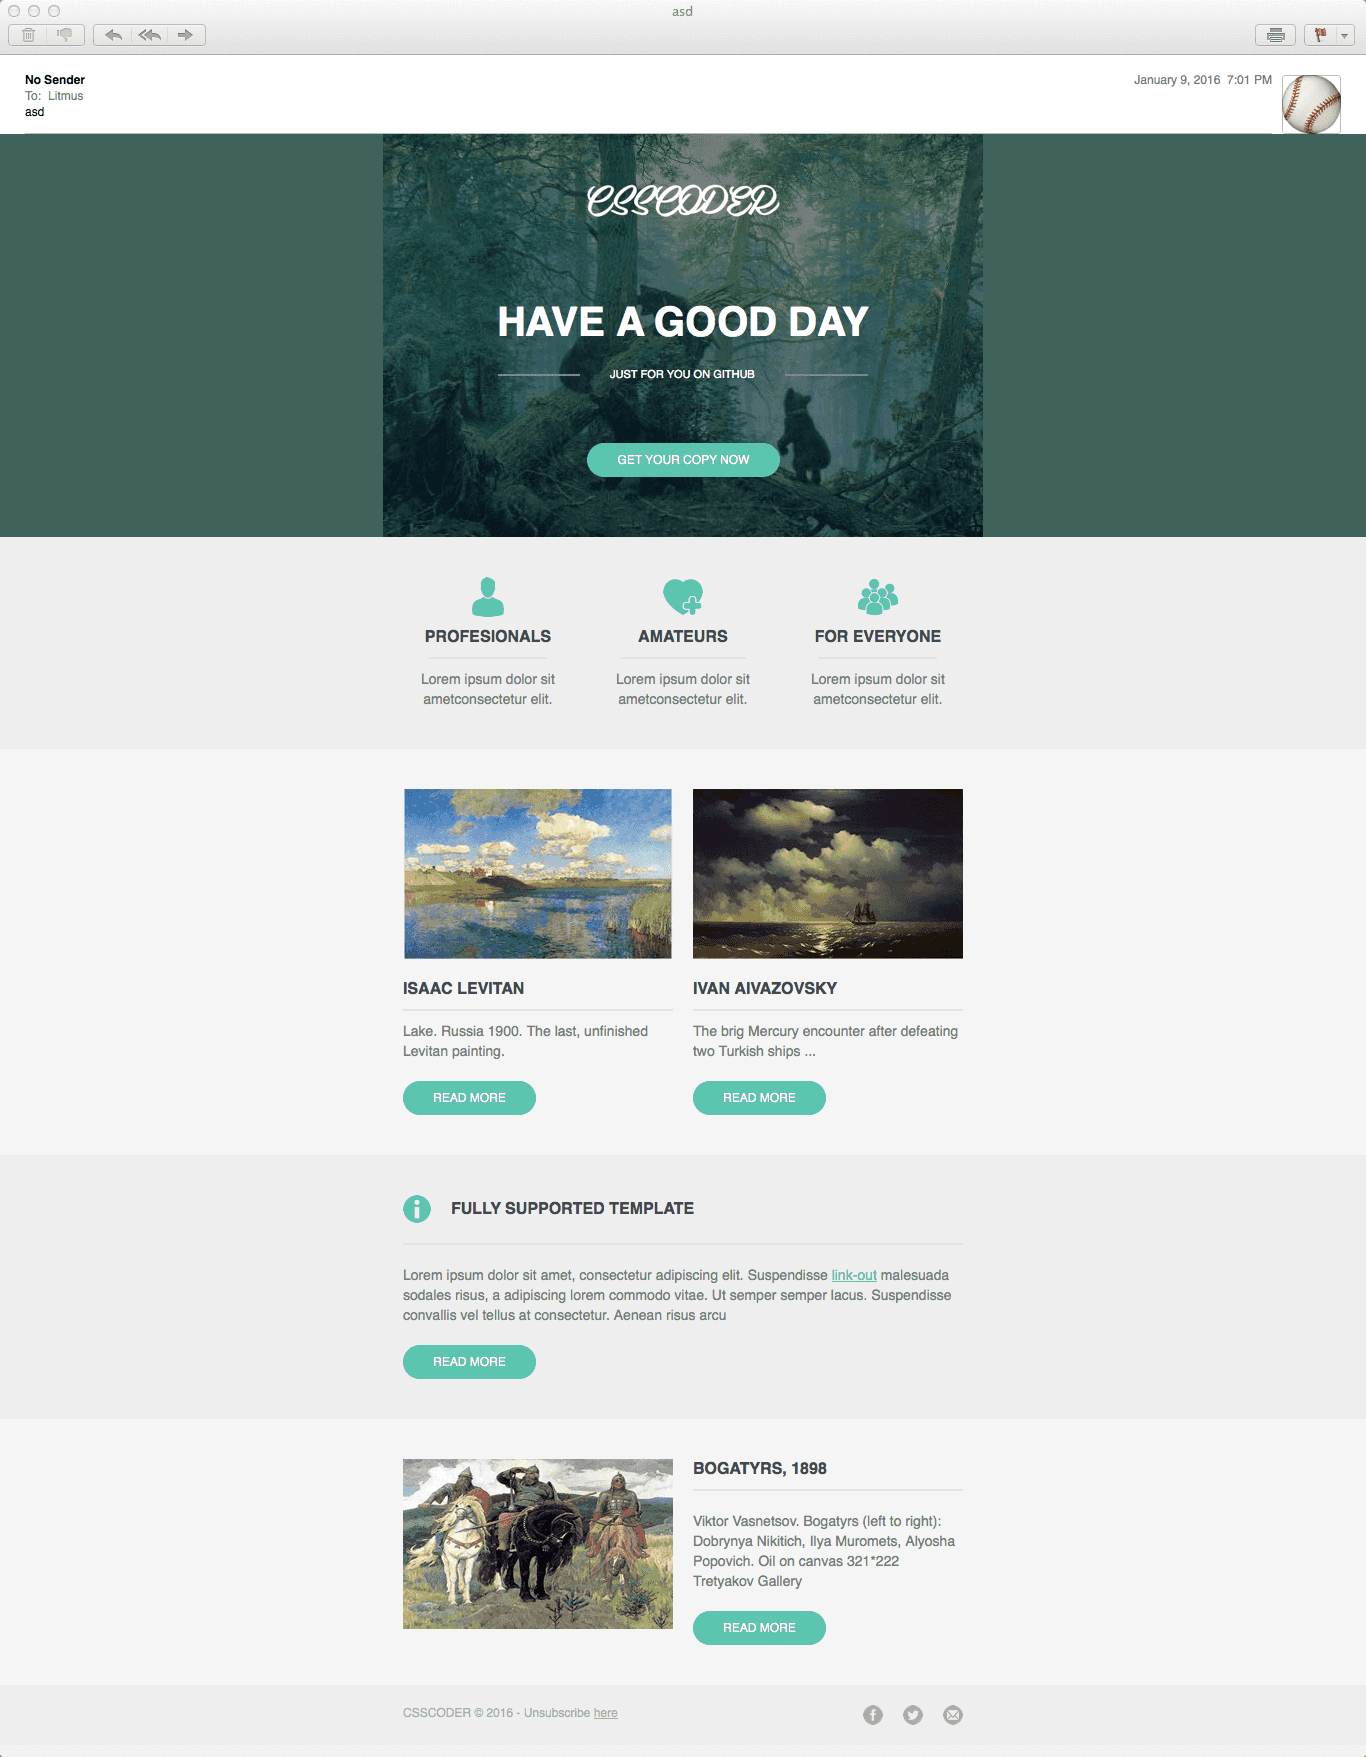 asd
No Sender
January 9, 2016 7:01 PM
To: Litmus
asd
CSSCODER
HAVE A GOOD DAY
JUST FOR YOU ON GITHUB
GET YOUR COPY NOW
PROFESIONALS
Lorem ipsum dolor sit
ametconsectetur elit.
AMATEURS
Lorem ipsum dolor sit
ametconsectetur elit.
FOR EVERYONE
Lorem ipsum dolor sit
ametconsectetur elit.
ISAAC LEVITAN
Lake. Russia 1900. The last, unfinished
Levitan painting.
READ MORE
IVAN AIVAZOVSKY
The brig Mercury encounter after defeating
two Turkish ships ...
READ MORE
FULLY SUPPORTED TEMPLATE
Lorem ipsum dolor sit amet, consectetur adipiscing elit. Suspendisse link-out malesuada
sodales risus, a adipiscing lorem commodo vitae. Ut semper semper lacus. Suspendisse
convallis vel tellus at consectetur. Aenean risus arcu
READ MORE
BOGATYRS, 1898
Viktor Vasnetsov. Bogatyrs (left to right):
Dobrynya Nikitich, Ilya Muromets, Alyosha
Popovich. Oil on canvas 321*222
Tretyakov Gallery
READ MORE
CSSCODER © 2016 - Unsubscribe here